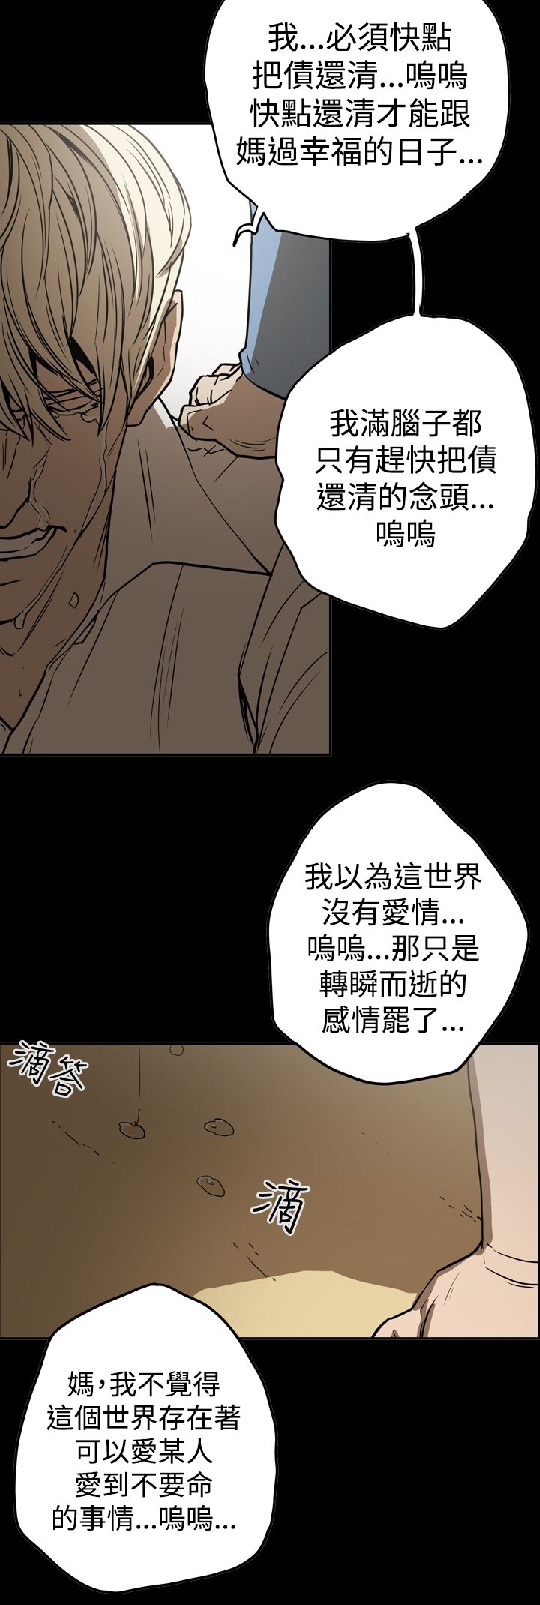 我...必須快點
把債還清...嗚嗚
快點還清才能跟
媽過幸福的日子...
我滿腦子都
只有趕快把債
還清的念頭...
嗚嗚
我以為這世界
沒有愛情...
嗚嗚...那只是
轉瞬而逝的
感情罷了...
滴答
滴
媽，我不覺得
這個世界存在著
可以愛某人
愛到不要命
的事情...嗚嗚...